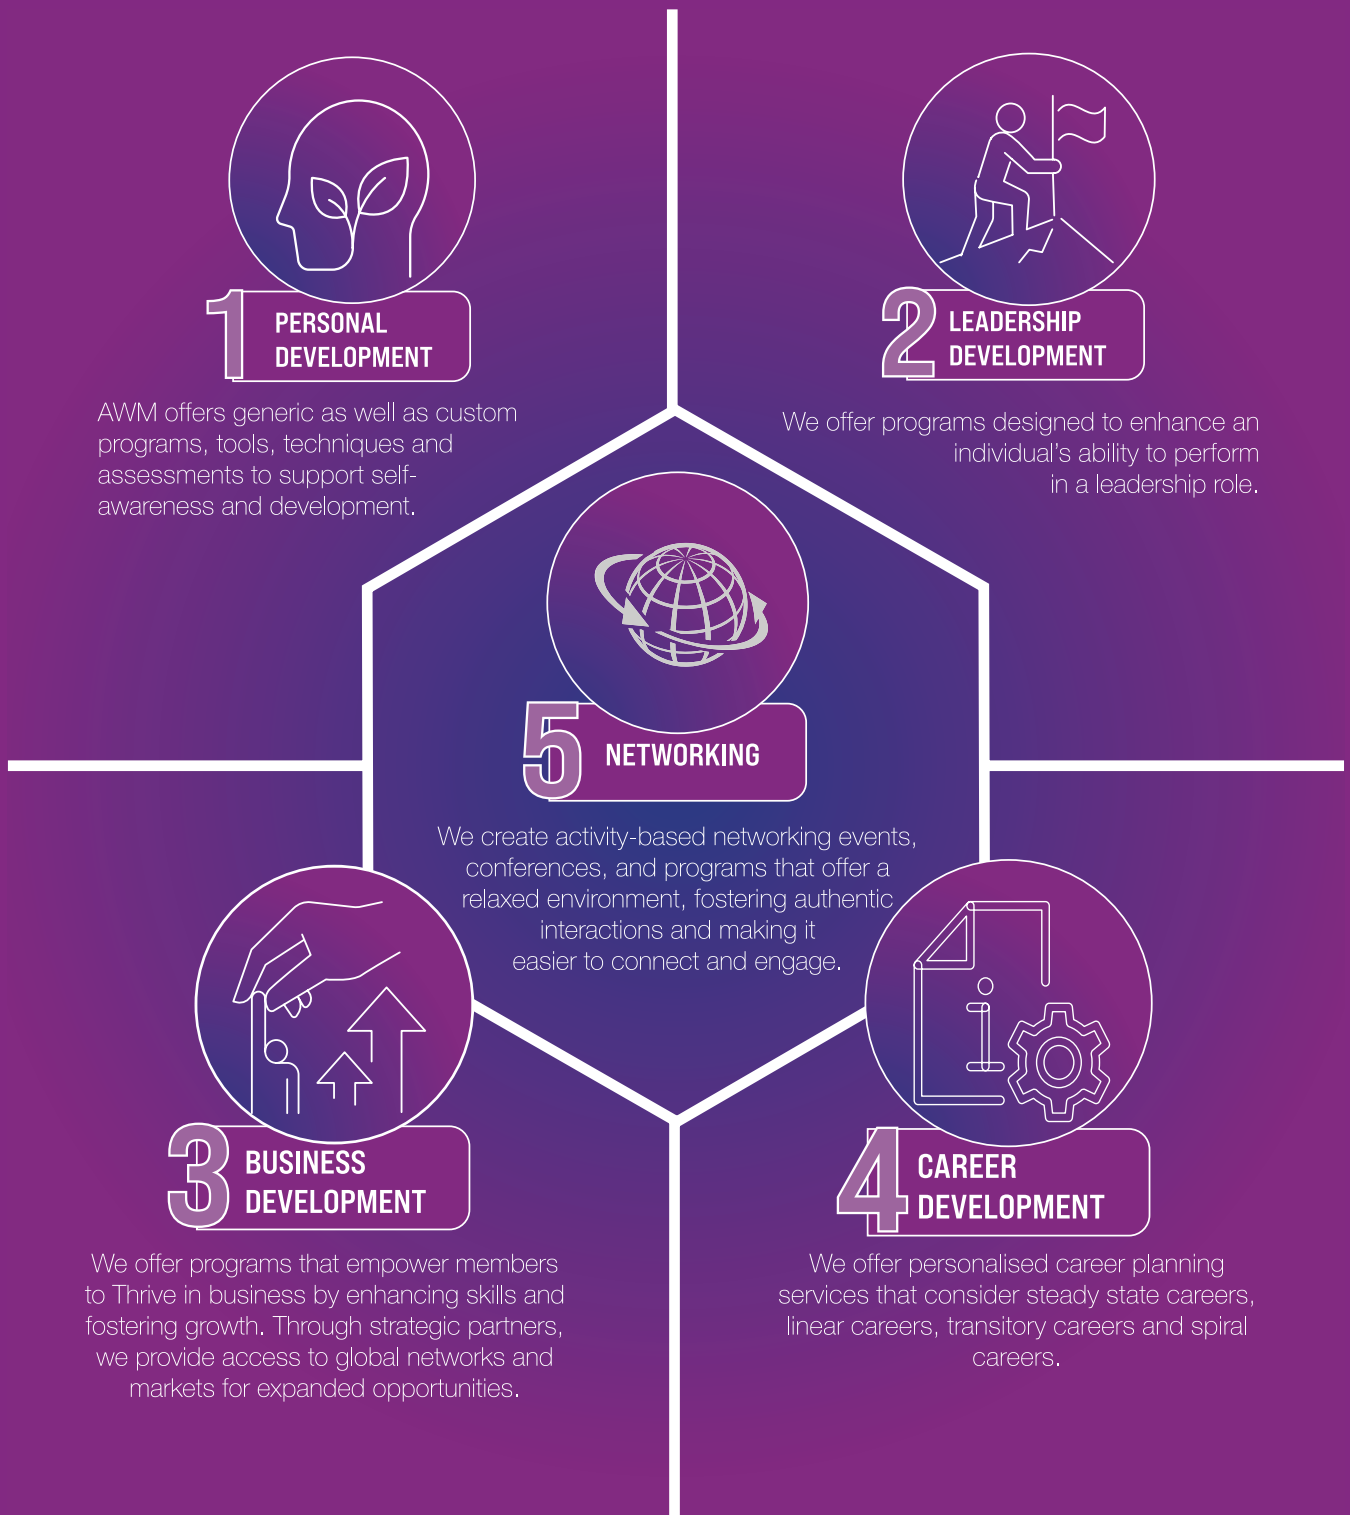 1
PERSONAL
DEVELOPMENT
AWM offers generic as well as custom
programs, tools, techniques and
assessments to support self-
awareness and development.
2
LEADERSHIP
DEVELOPMENT
We offer programs designed to enhance an
individual's ability to perform
in a leadership role.
5
NETWORKING
We create activity-based networking events,
conferences, and programs that offer a
relaxed environment, fostering authentic
interactions and making it
easier to connect and engage.
3
BUSINESS
DEVELOPMENT
We offer programs that empower members
to Thrive in business by enhancing skills and
fostering growth. Through strategic partners,
we provide access to global networks and
markets for expanded opportunities.
4
CAREER
DEVELOPMENT
We offer personalised career planning
services that consider steady state careers,
linear careers, transitory careers and spiral
careers.